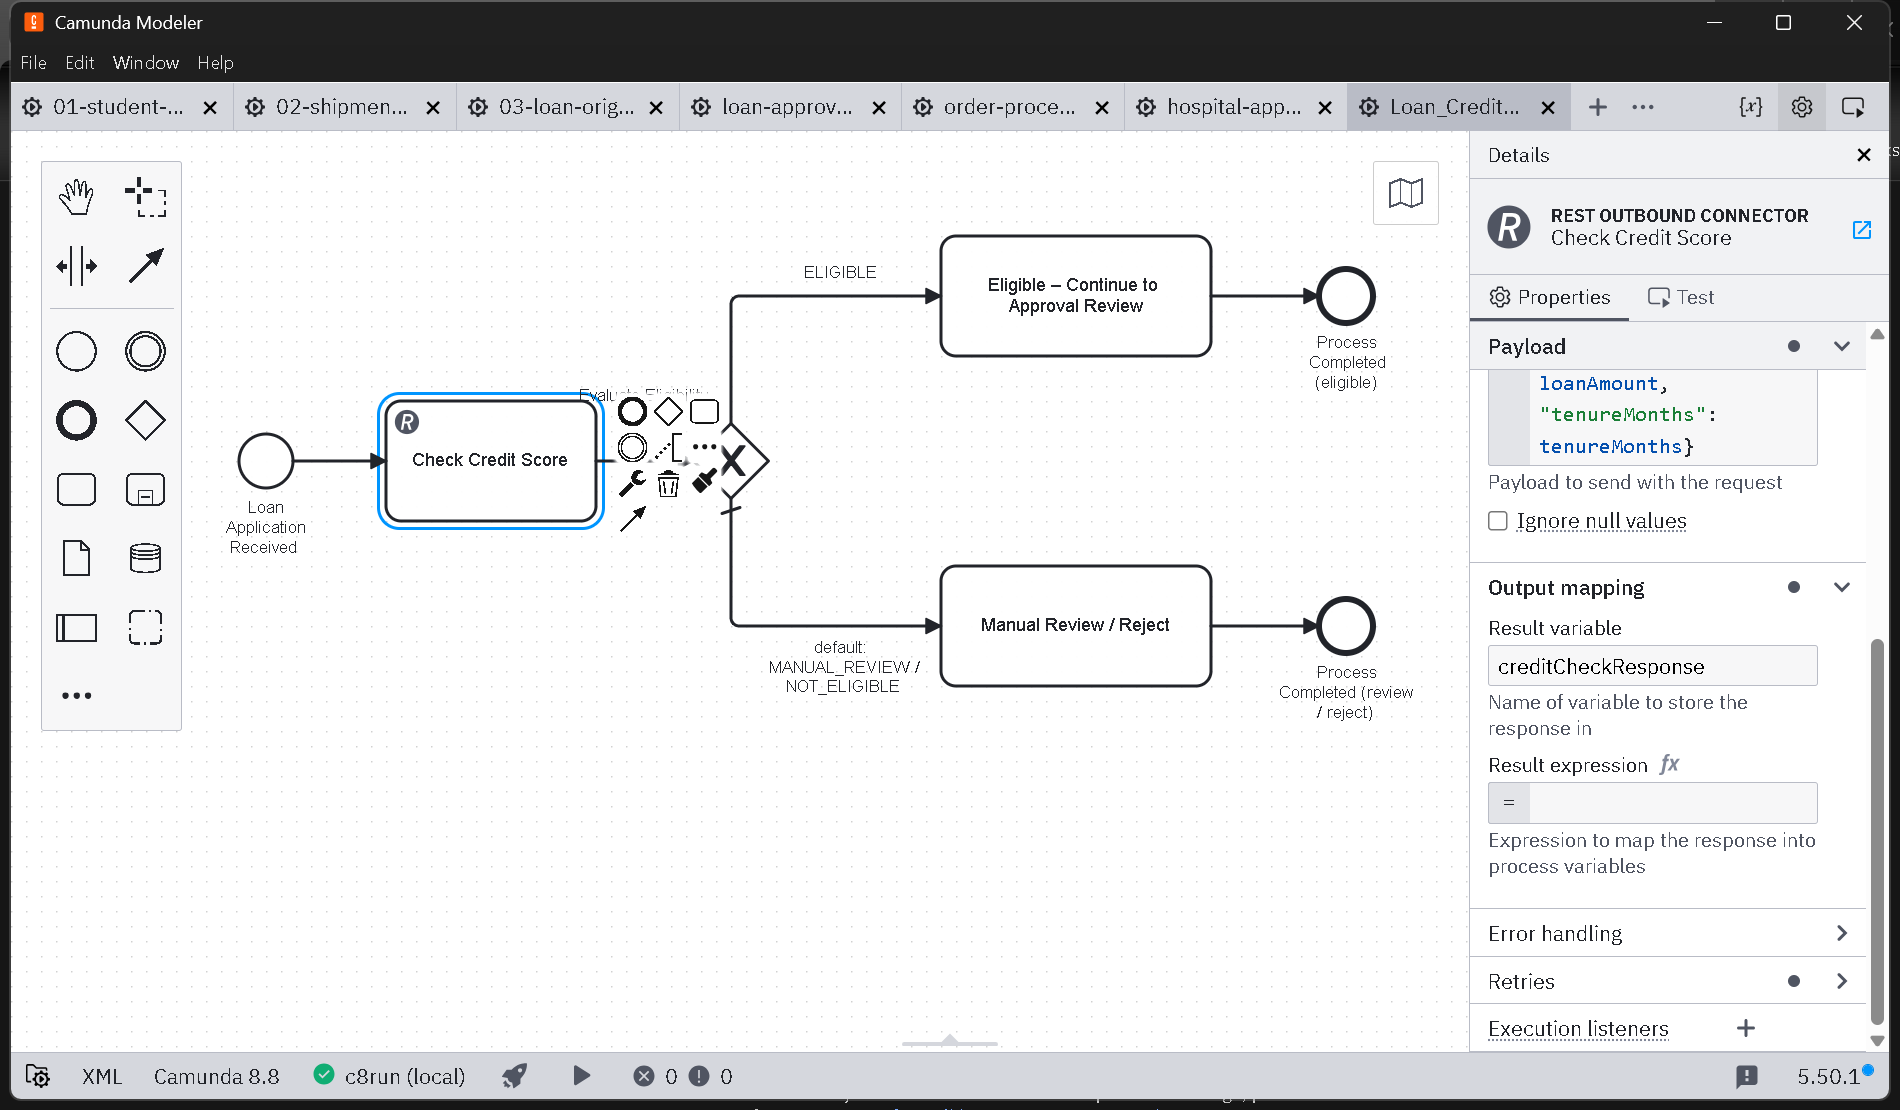 Camunda Modeler
File Edit Window Help
01-student-...
02-shipmen...
03-loan-orig...
loan-approv...
order-proce...
hospital-app...
Loan_Credit...
Details
REST OUTBOUND CONNECTOR
Check Credit Score
Properties
Test
Payload
loanAmount,
"tenureMonths":
tenureMonths}
Payload to send with the request
Ignore null values
Output mapping
Result variable
creditCheckResponse
Name of variable to store the
response in
Result expression fx
=
Expression to map the response into
process variables
Error handling
Retries
Execution listeners
Loan
Application
Received
R
Check Credit Score
Evaluate Eligibility
ELIGIBLE
Eligible – Continue to
Approval Review
Process
Completed
(eligible)
default:
MANUAL_REVIEW /
NOT_ELIGIBLE
Manual Review / Reject
Process
Completed (review
/ reject)
XML
Camunda 8.8
c8run (local)
0
0
5.50.1